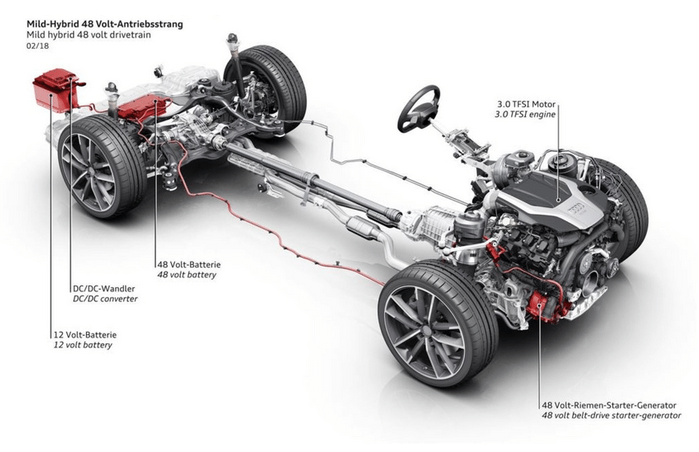 Mild-Hybrid 48 Volt-Antriebsstrang
Mild hybrid 48 volt drivetrain
02/18
3.0 TFSI Motor
3.0 TFSI engine
48 Volt-Batterie
48 volt battery
DC/DC-Wandler
DC/DC converter
12 Volt-Batterie
12 volt battery
48 Volt-Riemen-Starter-Generator
48 volt belt-drive starter-generator